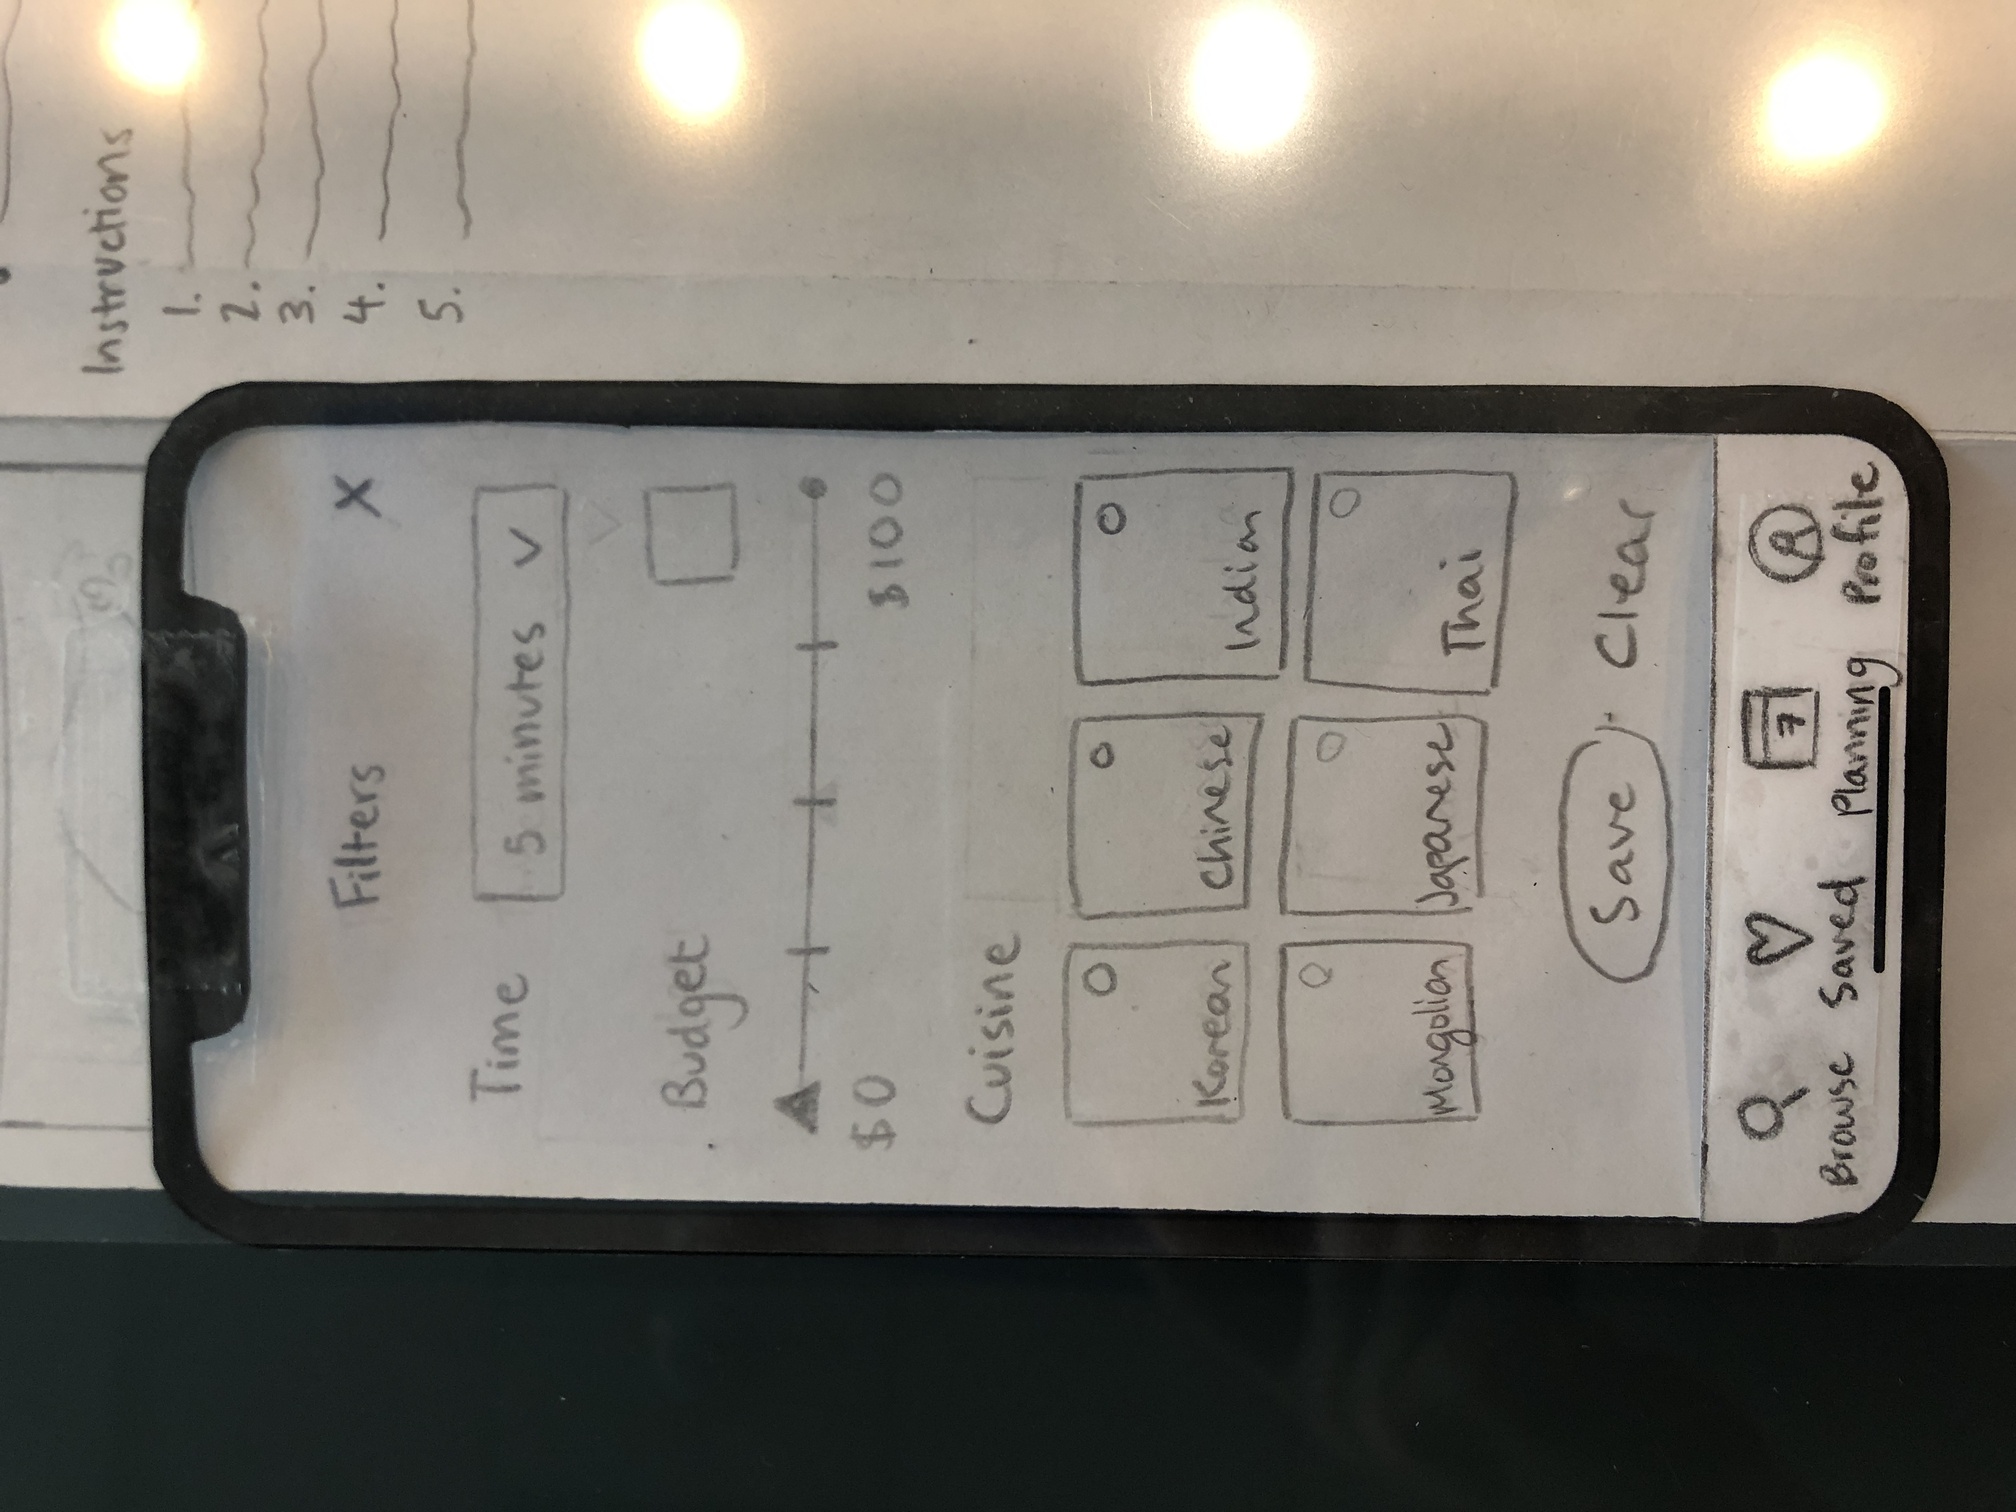 Instructions
1.
2.
3.
4.
5.
Filters X
Time 5 minutes
Budget
$0 $100
Cuisine
Korean Chinese Indian
Mongolian Japanese Thai
Save Clear
7
Browse Saved Planning Profile